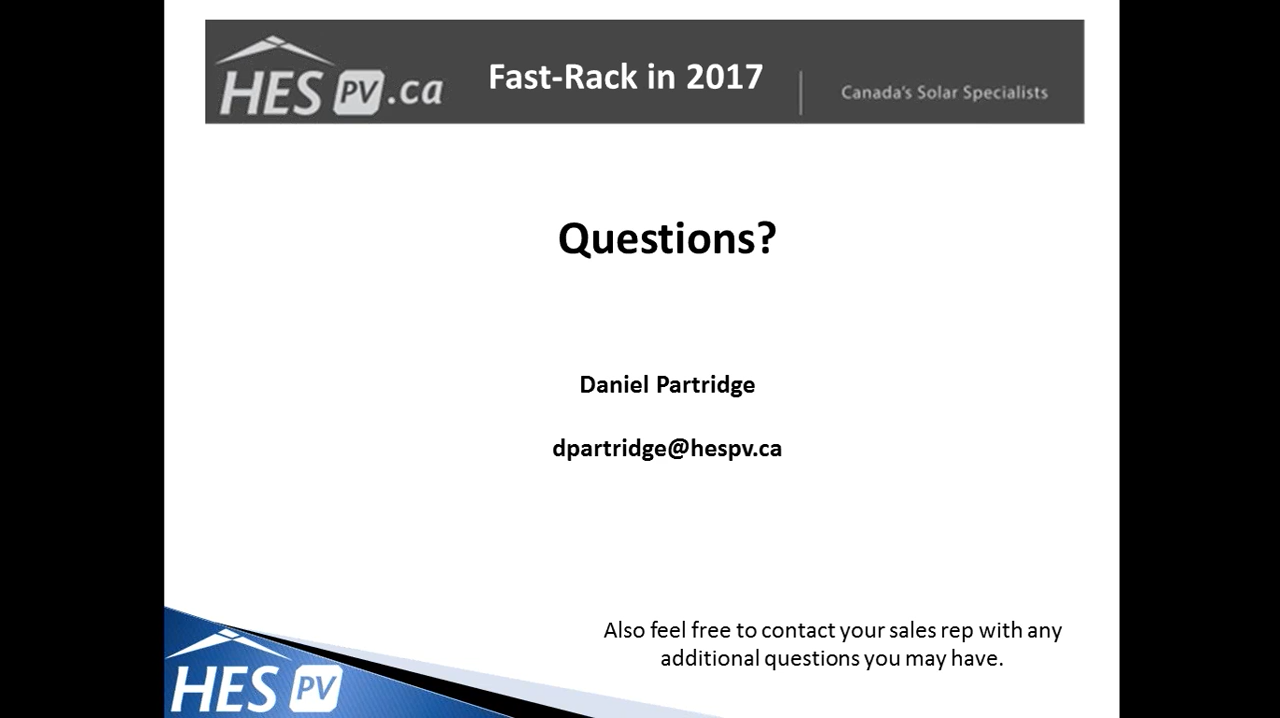 HES PV .ca
Fast-Rack in 2017
Canada's Solar Specialists
Questions?
Daniel Partridge
dpartridge@hespv.ca
Also feel free to contact your sales rep with any
additional questions you may have.
HES PV